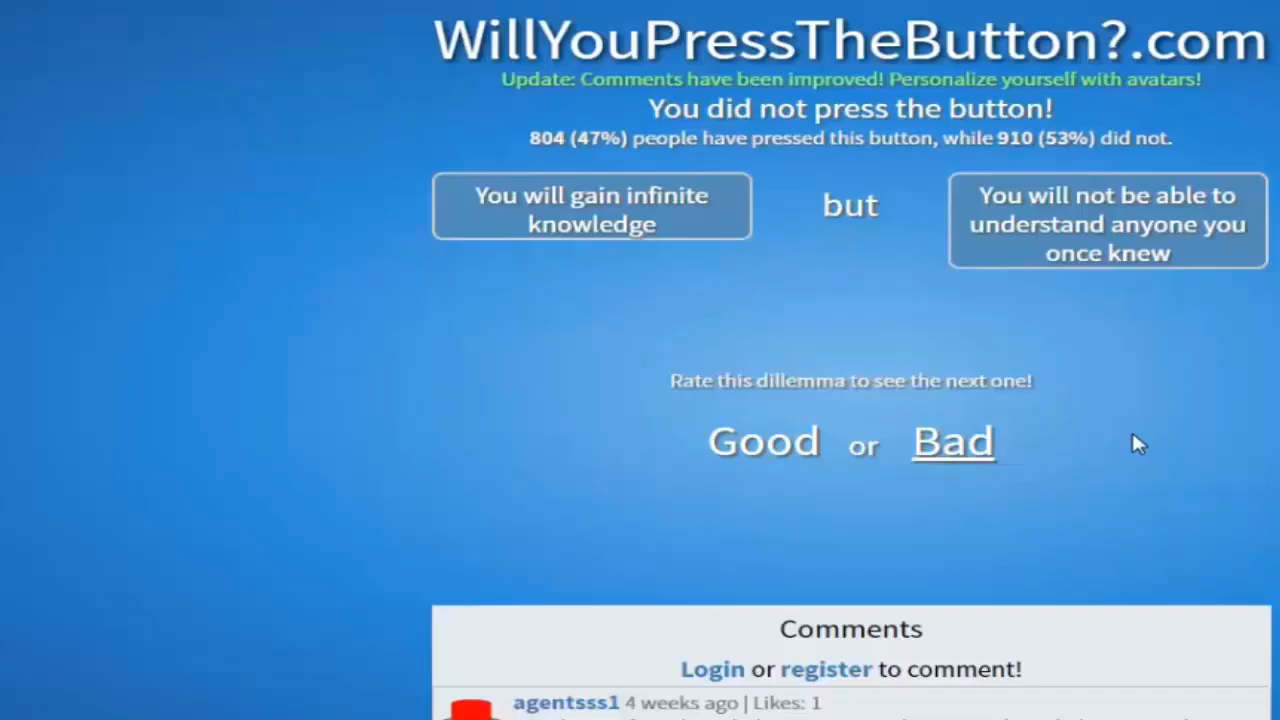 WillYouPressTheButton?.com
Update: Comments have been improved! Personalize yourself with avatars!
You did not press the button!
804 (47%) people have pressed this button, while 910 (53%) did not.
You will gain infinite
knowledge
but
You will not be able to
understand anyone you
once knew
Rate this dillemma to see the next one!
Good or Bad
Comments
Login or register to comment!
agentsss1 4 weeks ago | Likes: 1